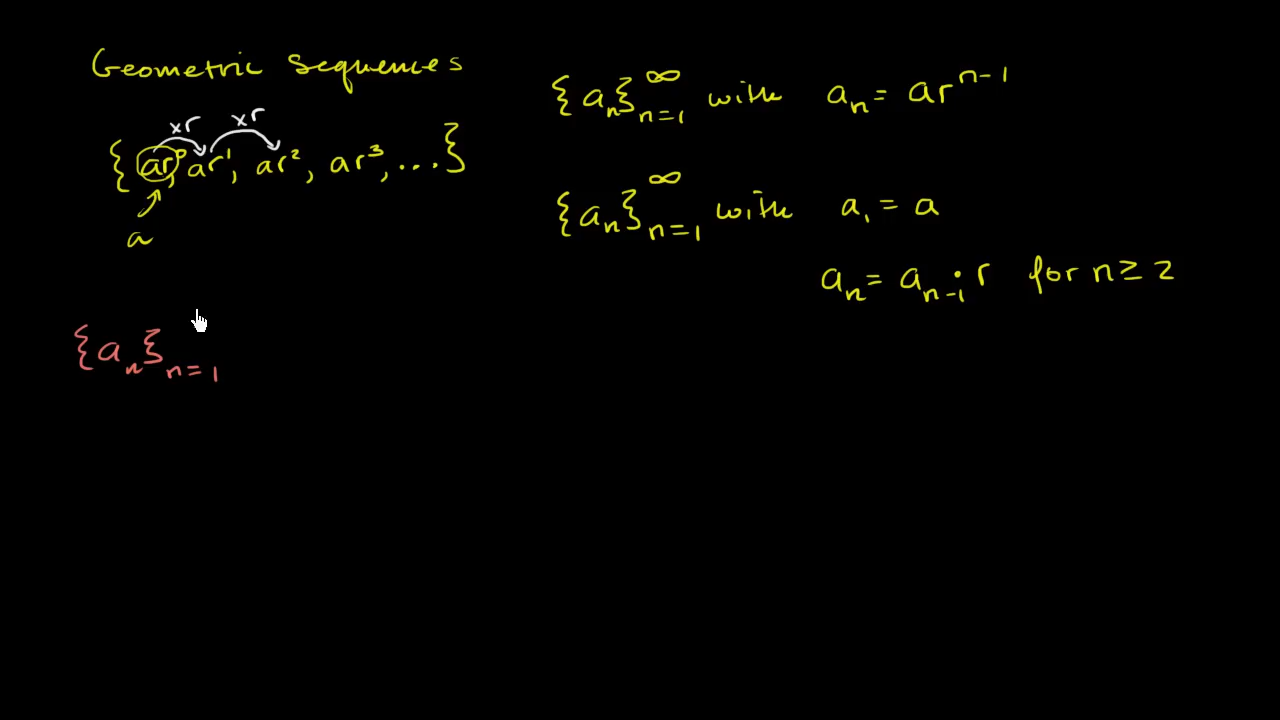 Geometric Sequences
×r ×r
{ar⁰, ar¹, ar², ar³, ...}
a
{aₙ}ₙ₌₁^∞ with aₙ = arⁿ⁻¹
{aₙ}ₙ₌₁^∞ with a₁ = a
aₙ = aₙ₋₁ · r for n ≥ 2
{aₙ}ₙ₌₁